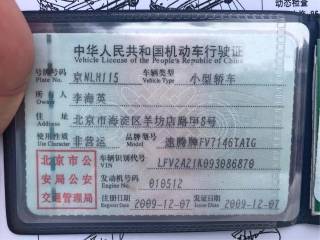 动态检查
中华人民共和国机动车行驶证
Vehicle License of the People's Republic of China
号牌号码 京NLH115 车辆类型 小型轿车
Plate No. Vehicle Type
所有人 李海英
Owner
住址 北京市海淀区羊坊店路甲8号
Address
使用性质 非营运 品牌型号 速腾牌FV7146TATG
Use Character Model
北京市公安局公安交通管理局
车辆识别代号 LFV2A21K093086870
VIN
发动机号码 010512
Engine No.
注册日期 2009-12-07 发证日期 2009-12-07
Register Date Issue Date